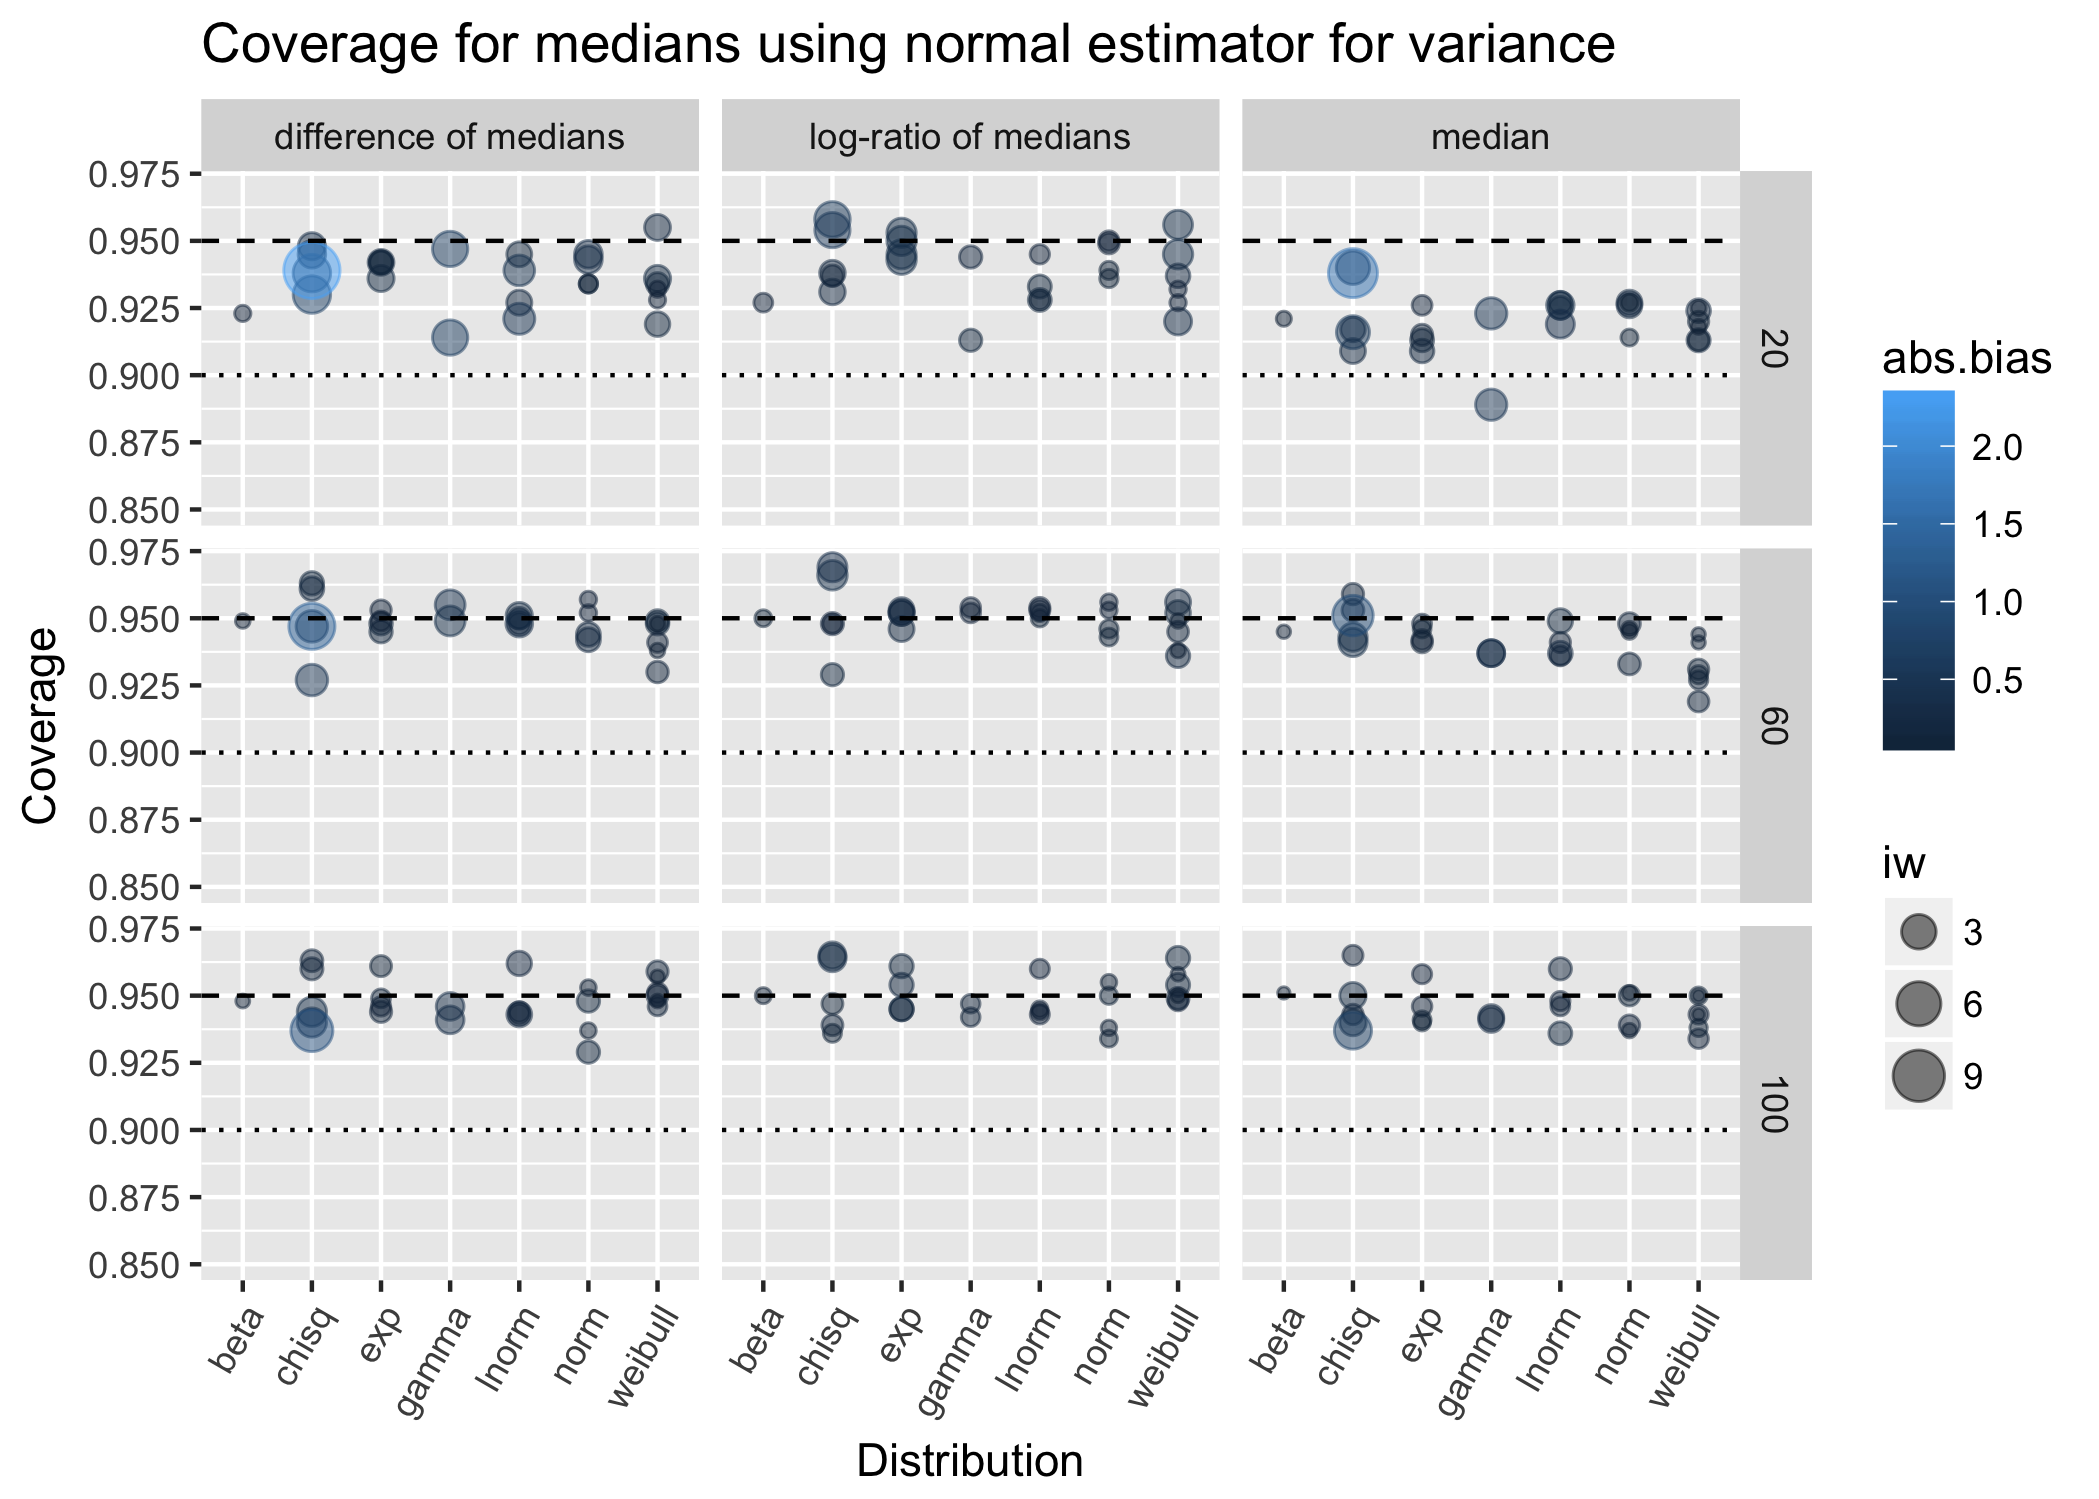 Coverage for medians using normal estimator for variance
difference of medians
log-ratio of medians
median
0.975
0.950
0.925
0.900
0.875
0.850
20
0.975
0.950
0.925
0.900
0.875
0.850
60
0.975
0.950
0.925
0.900
0.875
0.850
100
Coverage
beta chisq exp gamma lnorm norm weibull
beta chisq exp gamma lnorm norm weibull
beta chisq exp gamma lnorm norm weibull
Distribution
abs.bias
2.0
1.5
1.0
0.5
iw
3
6
9